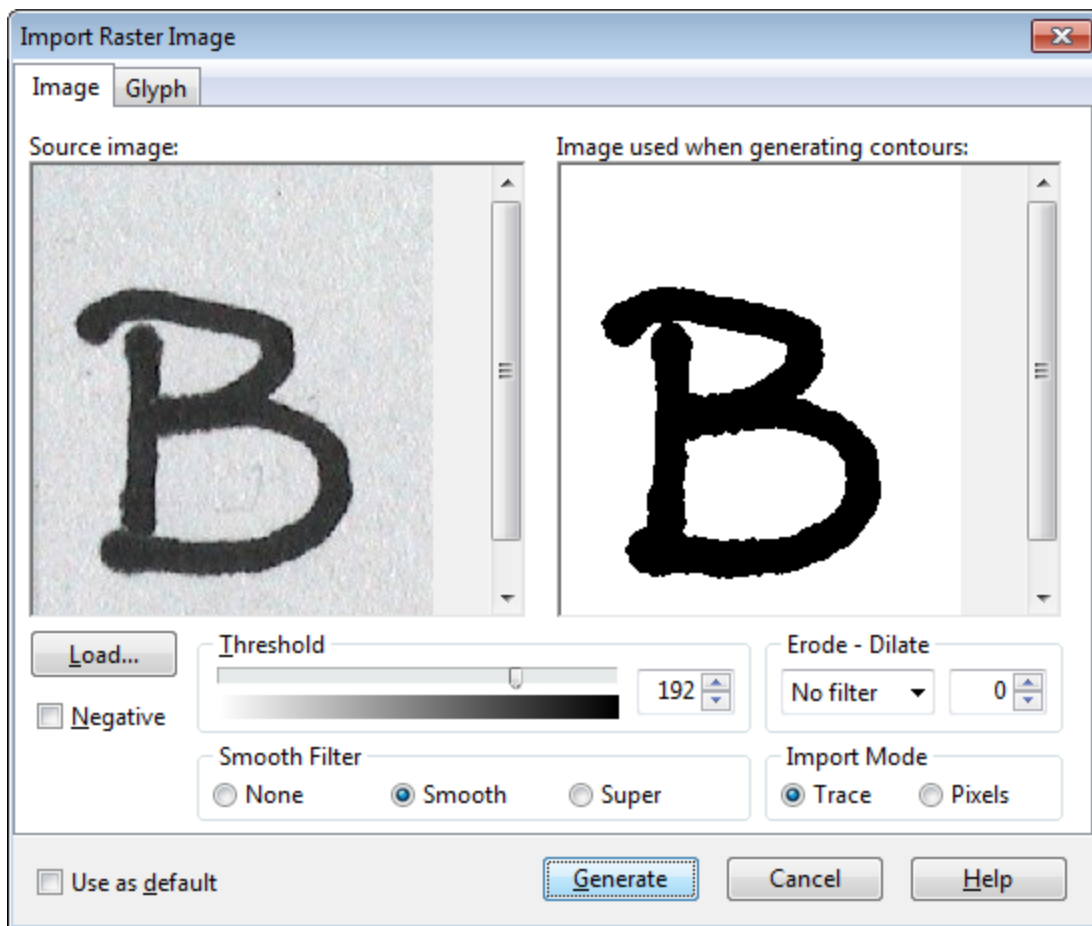 Import Raster Image
Image Glyph
Source image: Image used when generating contours:
B B
Load... Threshold 192 Erode - Dilate No filter 0
Negative
Smooth Filter Import Mode
None Smooth Super Trace Pixels
Use as default Generate Cancel Help